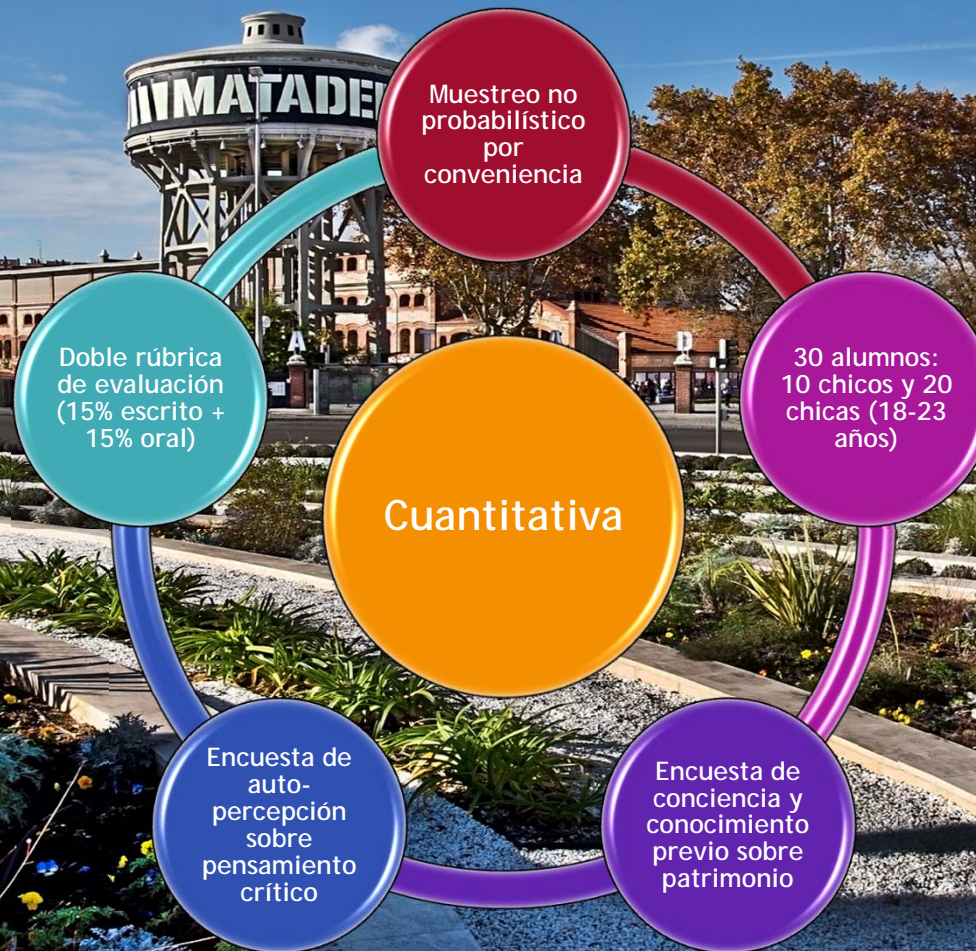 MATADE
Muestreo no
probabilístico
por
conveniencia
30 alumnos:
10 chicos y 20
chicas (18-23
años)
Encuesta de
conciencia y
conocimiento
previo sobre
patrimonio
Encuesta de
auto-
percepción
sobre
pensamiento
crítico
Doble rúbrica
de evaluación
(15% escrito +
15% oral)
Cuantitativa